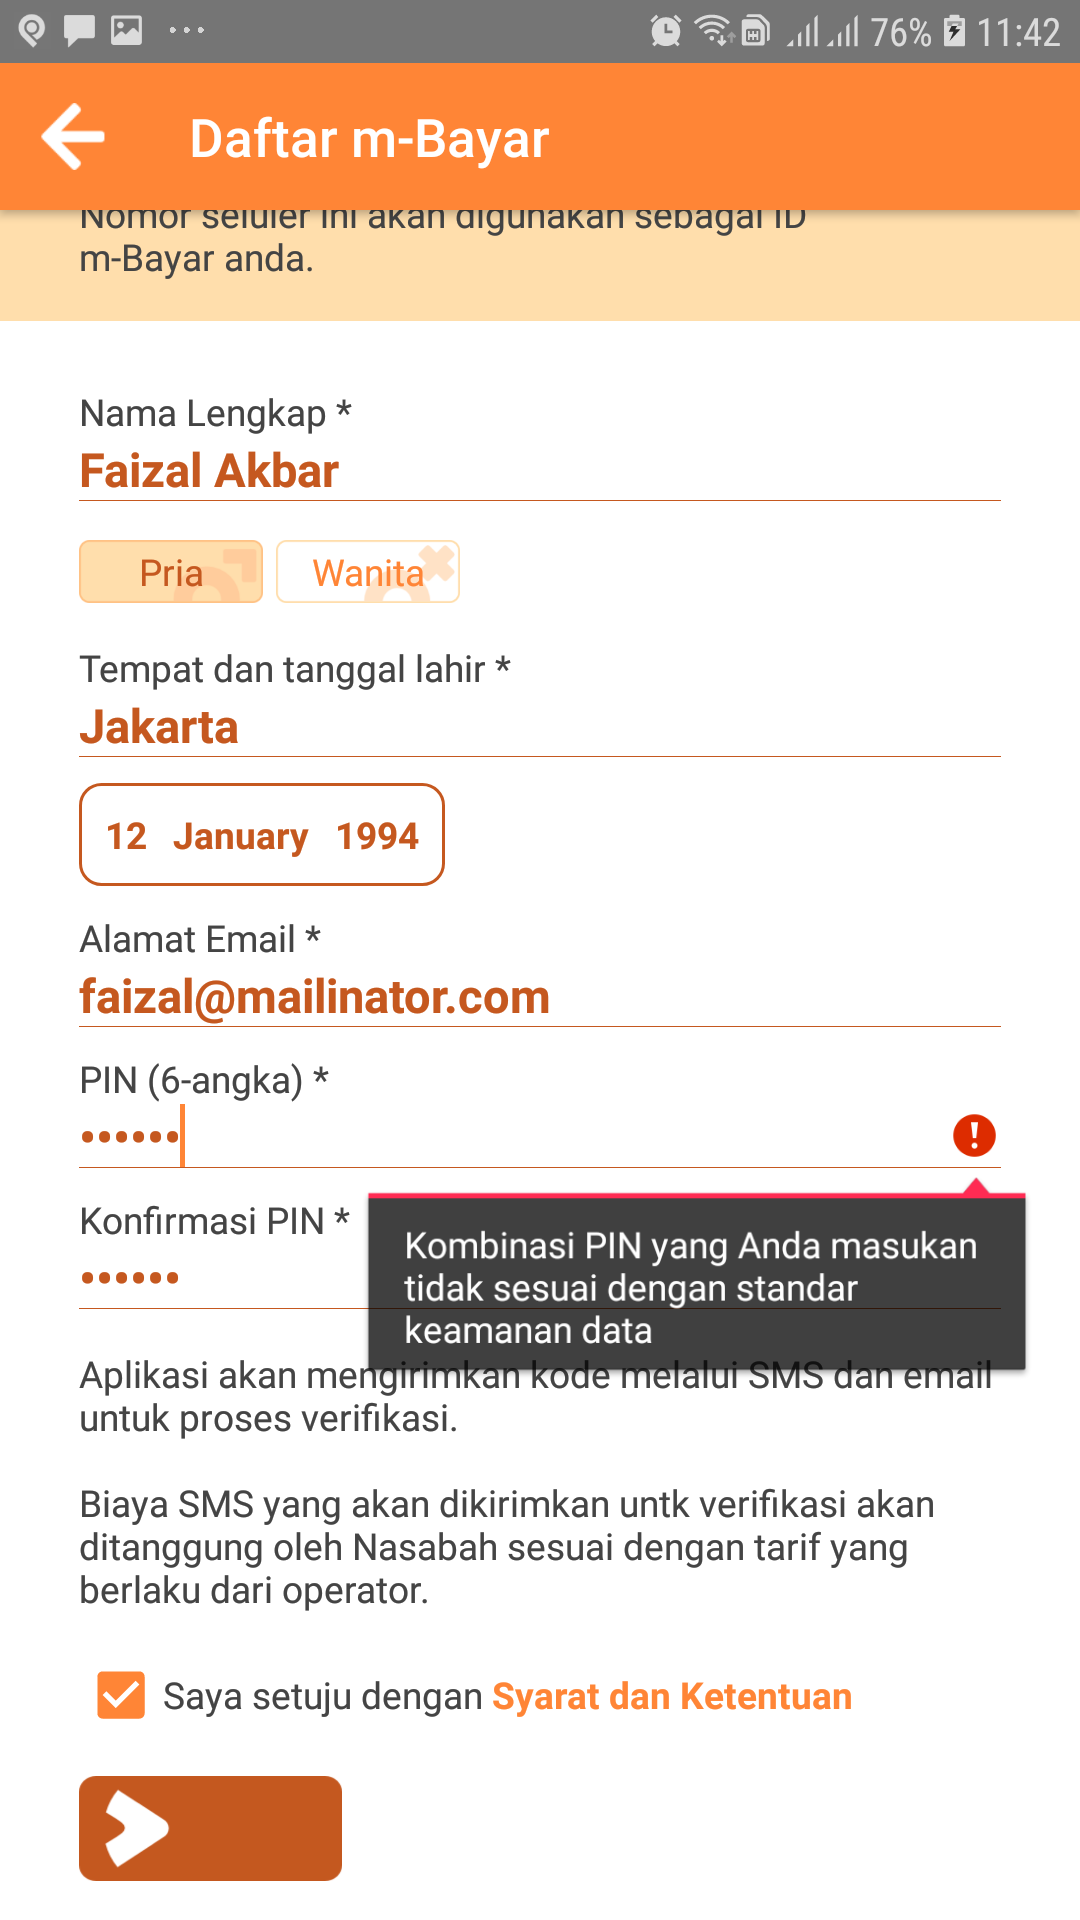 76% 11:42
Daftar m-Bayar
Nomor seluler ini akan digunakan sebagai ID
m-Bayar anda.
Nama Lengkap *
Faizal Akbar
Pria Wanita
Tempat dan tanggal lahir *
Jakarta
12 January 1994
Alamat Email *
faizal@mailinator.com
PIN (6-angka) *
••••••
Konfirmasi PIN *
••••••
Kombinasi PIN yang Anda masukan
tidak sesuai dengan standar
keamanan data
Aplikasi akan mengirimkan kode melalui SMS dan email
untuk proses verifikasi.
Biaya SMS yang akan dikirimkan untk verifikasi akan
ditanggung oleh Nasabah sesuai dengan tarif yang
berlaku dari operator.
Saya setuju dengan Syarat dan Ketentuan